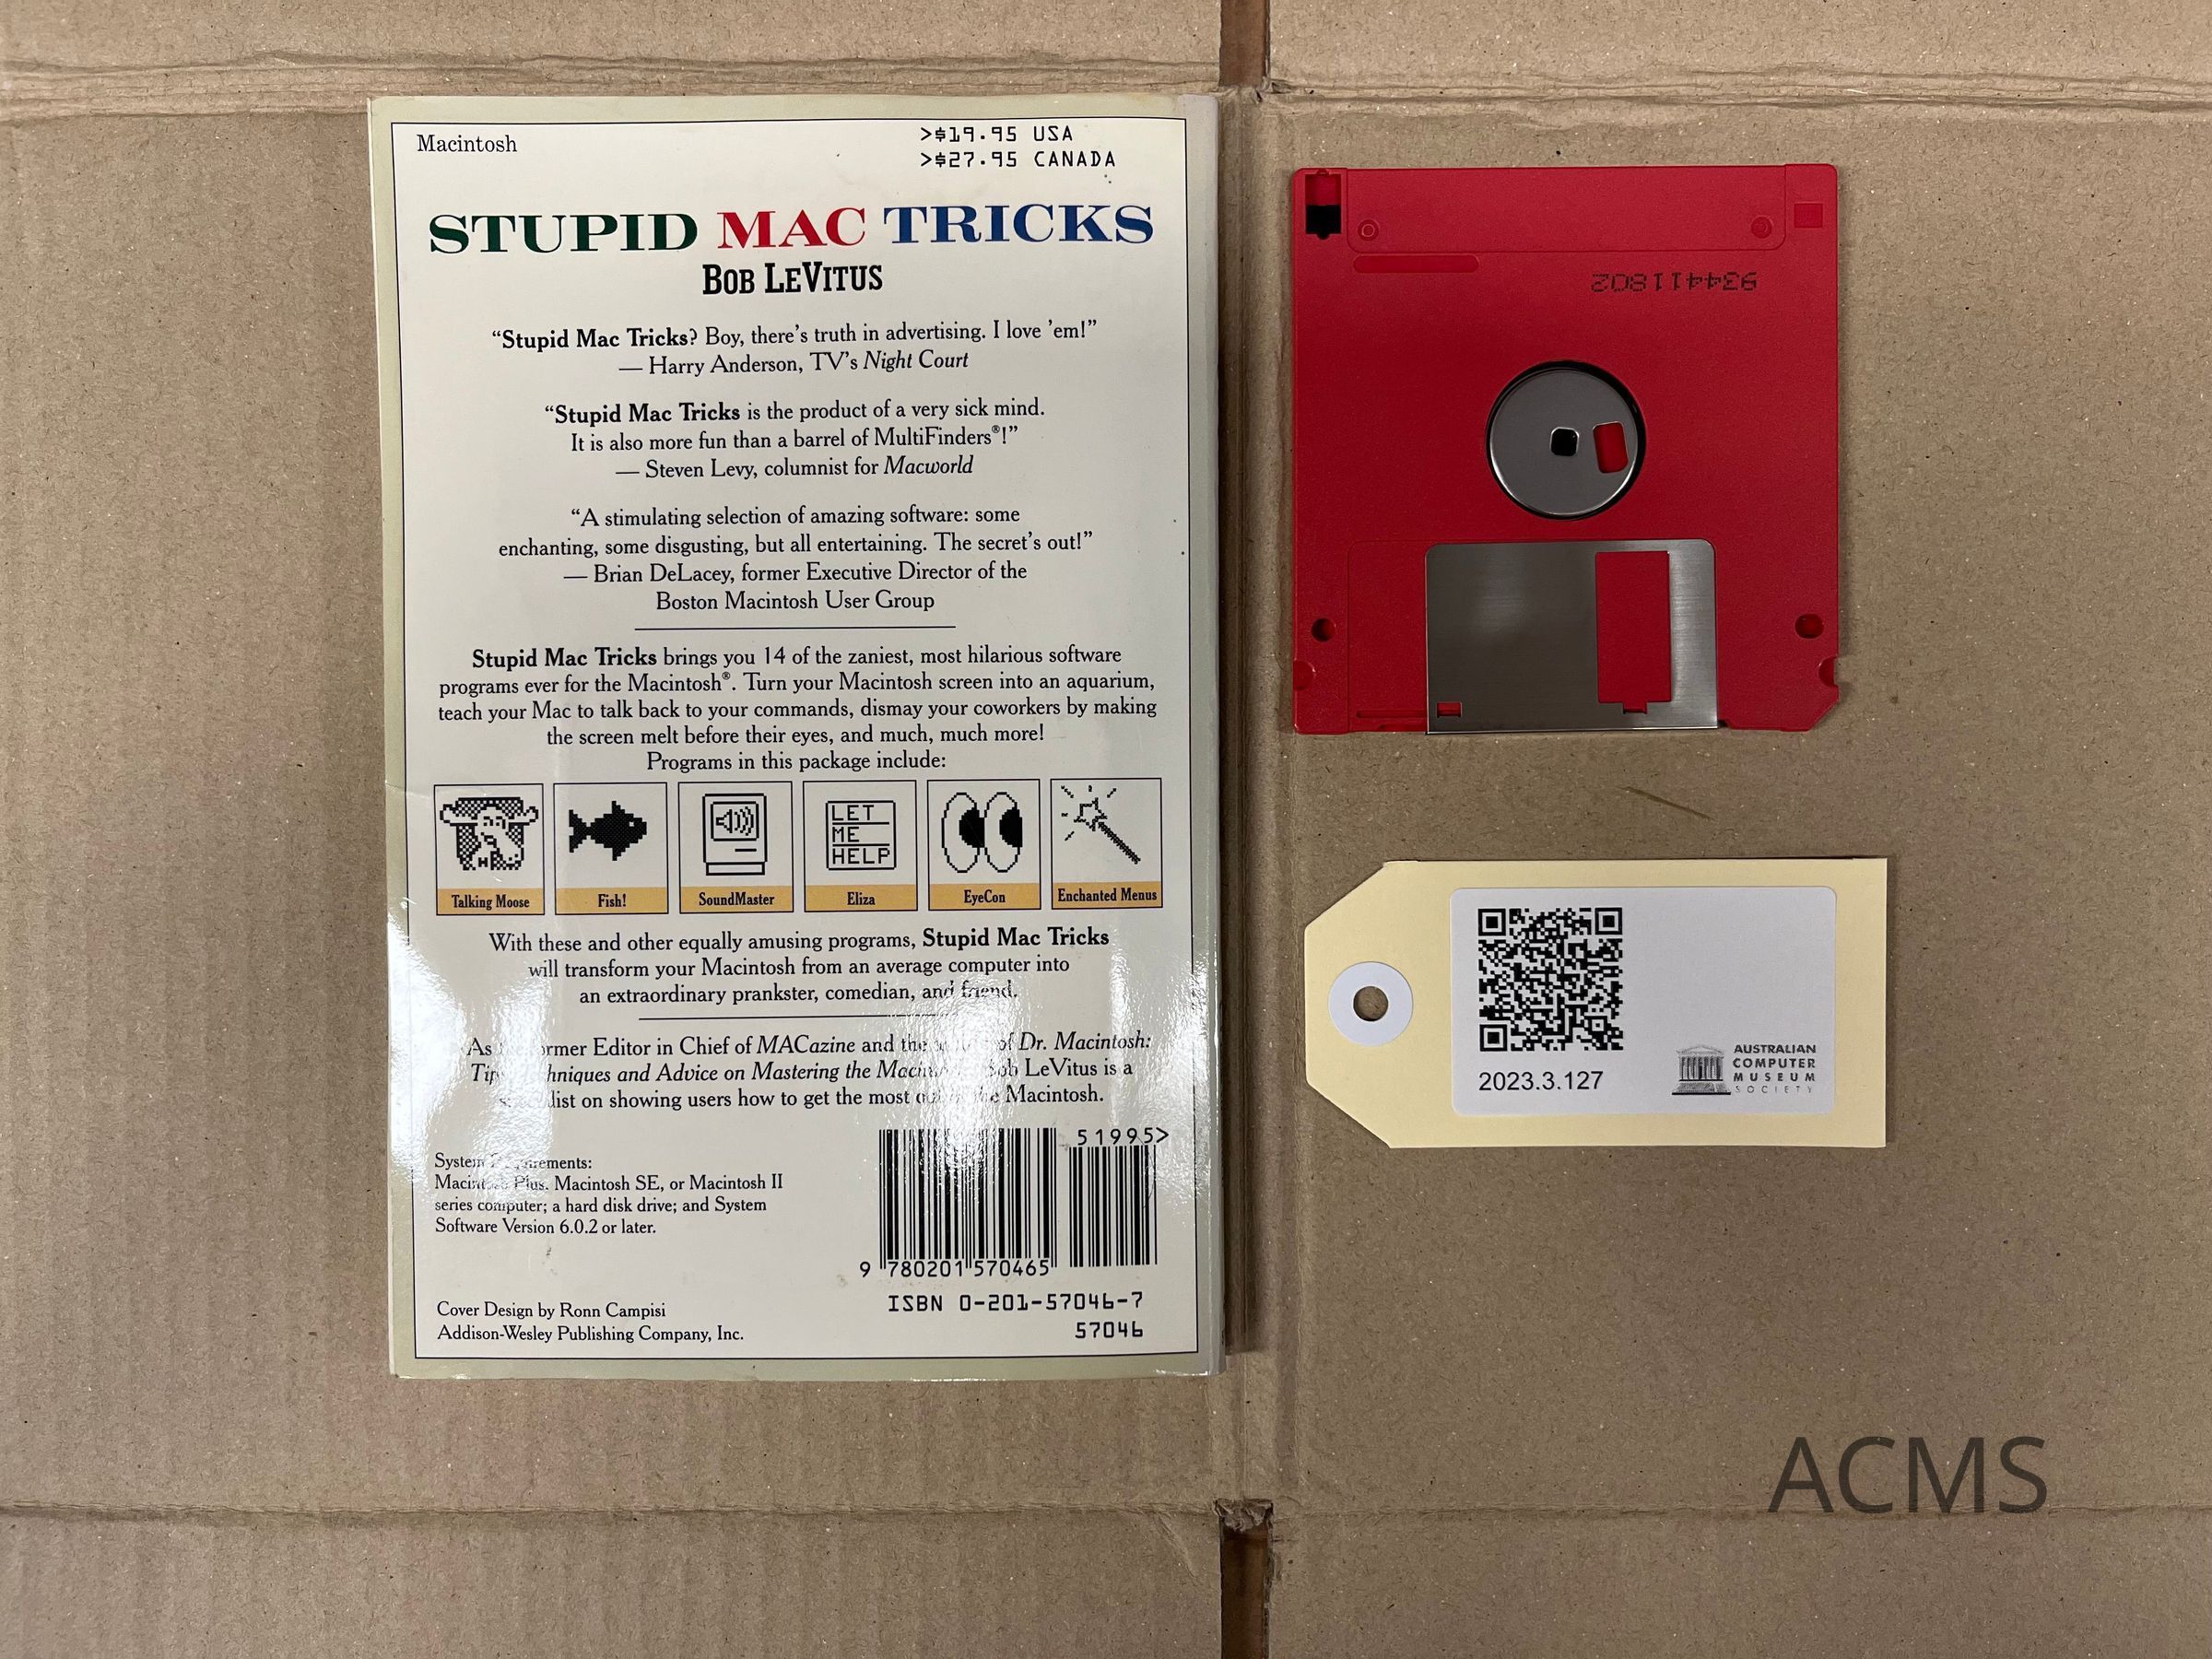 Macintosh
>$19.95 USA
>$27.95 CANADA
STUPID MAC TRICKS
BOB LEVITUS
“Stupid Mac Tricks? Boy, there’s truth in advertising. I love ’em!”
— Harry Anderson, TV’s Night Court
“Stupid Mac Tricks is the product of a very sick mind.
It is also more fun than a barrel of MultiFinders®!”
— Steven Levy, columnist for Macworld
“A stimulating selection of amazing software: some
enchanting, some disgusting, but all entertaining. The secret’s out!”
— Brian DeLacey, former Executive Director of the
Boston Macintosh User Group
Stupid Mac Tricks brings you 14 of the zaniest, most hilarious software
programs ever for the Macintosh®. Turn your Macintosh screen into an aquarium,
teach your Mac to talk back to your commands, dismay your coworkers by making
the screen melt before their eyes, and much, much more!
Programs in this package include:
LET
ME
HELP
Talking Moose
Fish!
SoundMaster
Eliza
EyeCon
Enchanted Menus
With these and other equally amusing programs, Stupid Mac Tricks
will transform your Macintosh from an average computer into
an extraordinary prankster, comedian, and friend.
As former Editor in Chief of MACazine and the of Dr. Macintosh:
Techniques and Advice on Mastering the Bob LeVitus is a
on showing users how to get the most Macintosh.
System Requirements:
Macintosh Plus, Macintosh SE, or Macintosh II
series computer; a hard disk drive; and System
Software Version 6.0.2 or later.
51995>
9 780201 570465
ISBN 0-201-57046-7
57046
Cover Design by Ronn Campisi
Addison-Wesley Publishing Company, Inc.
934411802
2023.3.127
AUSTRALIAN
COMPUTER
MUSEUM
SOCIETY
ACMS